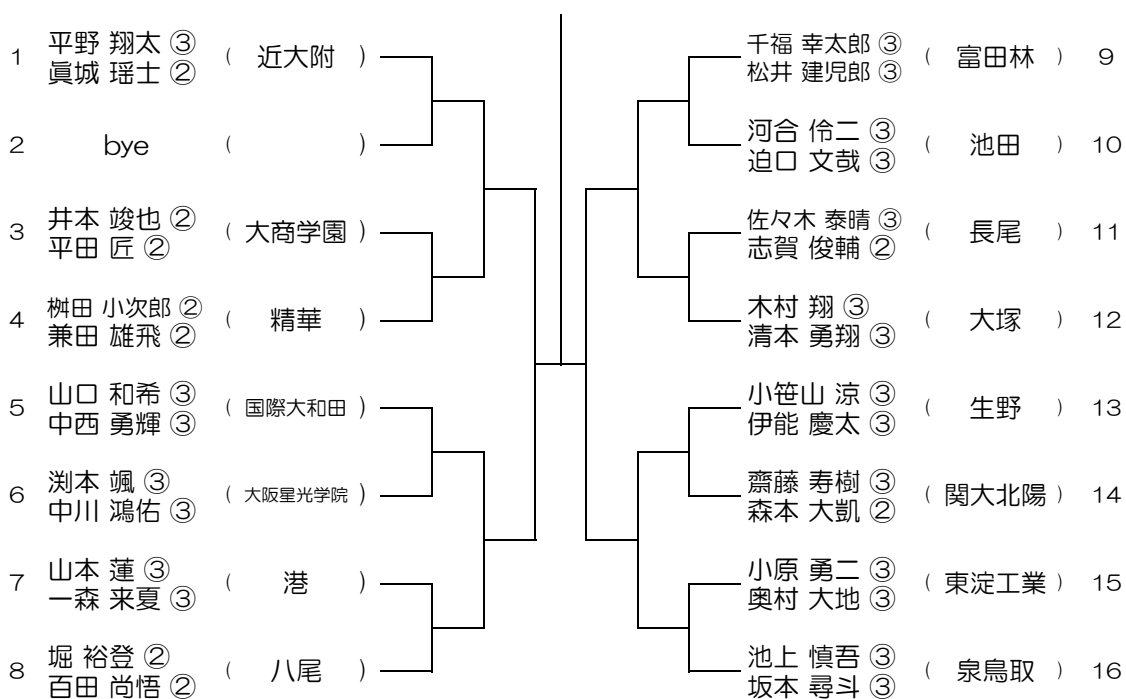 1 平野 翔太 ③ ( 近大附 )
眞城 瑶士 ②
2 bye ( )
3 井本 竣也 ② ( 大商学園 )
平田 匠 ②
4 桝田 小次郎 ② ( 精華 )
兼田 雄飛 ②
5 山口 和希 ③ ( 国際大和田 )
中西 勇輝 ③
6 渕本 颯 ③ ( 大阪星光学院 )
中川 鴻佑 ③
7 山本 蓮 ③ ( 港 )
一森 来夏 ③
8 堀 裕登 ② ( 八尾 )
百田 尚悟 ②
千福 幸太郎 ③ ( 富田林 ) 9
松井 建児郎 ③
河合 伶二 ③ ( 池田 ) 10
迫口 文哉 ③
佐々木 泰晴 ③ ( 長尾 ) 11
志賀 俊輔 ②
木村 翔 ③ ( 大塚 ) 12
清本 勇翔 ③
小笹山 涼 ③ ( 生野 ) 13
伊能 慶太 ③
齋藤 寿樹 ③ ( 関大北陽 ) 14
森本 大凱 ②
小原 勇二 ③ ( 東淀工業 ) 15
奥村 大地 ③
池上 慎吾 ③ ( 泉鳥取 ) 16
坂本 尋斗 ③